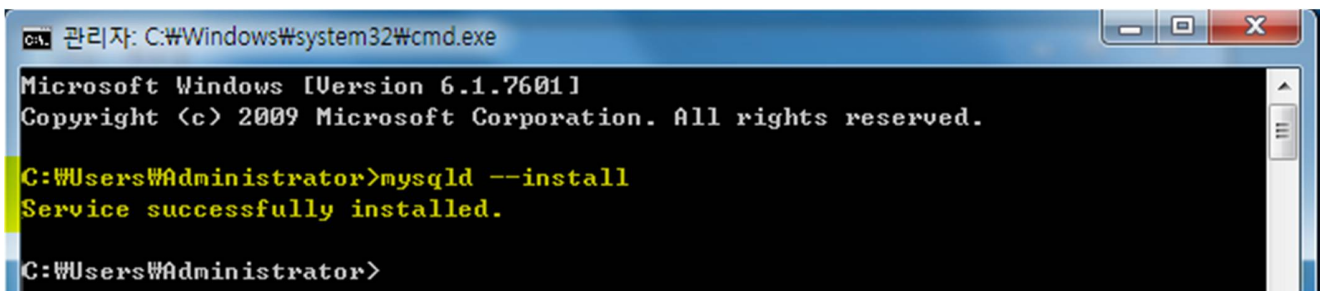 관리자: C:₩Windows₩system32₩cmd.exe
Microsoft Windows [Version 6.1.7601]
Copyright (c) 2009 Microsoft Corporation. All rights reserved.
C:₩Users₩Administrator>mysqld --install
Service successfully installed.
C:₩Users₩Administrator>